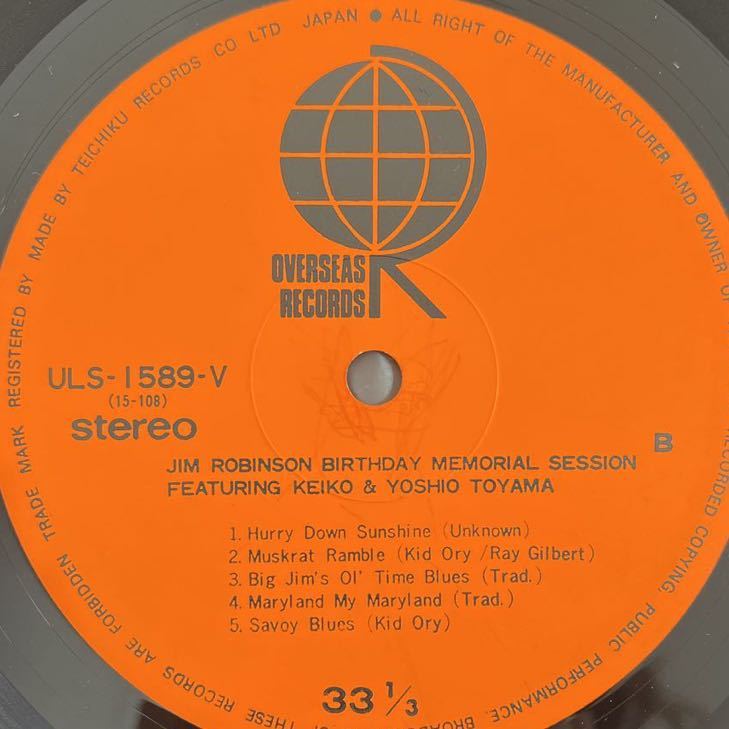 TRADE MARK REGISTERED BY MADE BY TEICHIKU RECORDS CO LTD JAPAN ● ALL RIGHT OF THE MANUFACTURER AND OWNER OF
RECORDED COPYING, PUBLIC PERFORMANCE, BROAD
THESE RECORDS ARE FORBIDDEN
OVERSEAS
RECORDS
R
ULS-1589-V
(15-108)
stereo
B
JIM ROBINSON BIRTHDAY MEMORIAL SESSION
FEATURING KEIKO & YOSHIO TOYAMA
1. Hurry Down Sunshine (Unknown)
2. Muskrat Ramble (Kid Ory /Ray Gilbert)
3. Big Jim's Ol' Time Blues (Trad.)
4. Maryland My Maryland (Trad.)
5. Savoy Blues (Kid Ory)
33 1/3